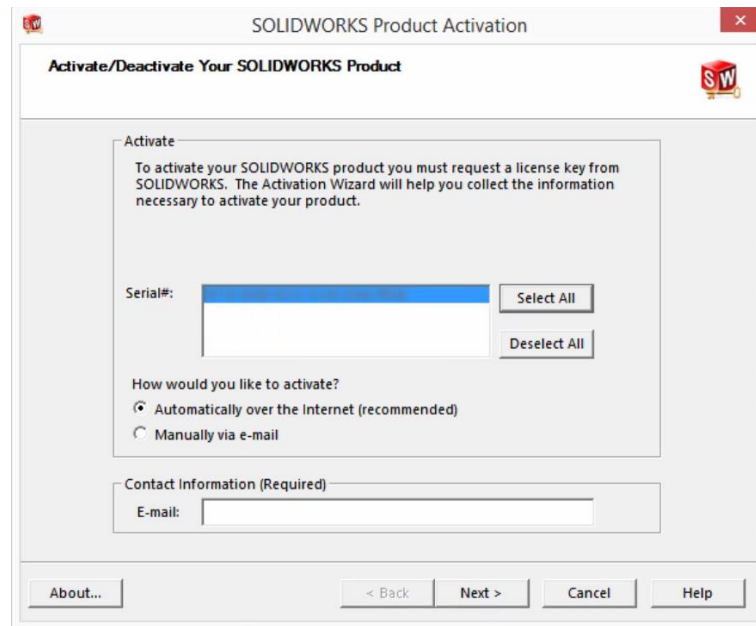 SOLIDWORKS Product Activation
Activate/Deactivate Your SOLIDWORKS Product
SW
Activate
To activate your SOLIDWORKS product you must request a license key from
SOLIDWORKS. The Activation Wizard will help you collect the information
necessary to activate your product.
Serial#:
Select All
Deselect All
How would you like to activate?
Automatically over the Internet (recommended)
Manually via e-mail
Contact Information (Required)
E-mail:
About...
< Back
Next >
Cancel
Help